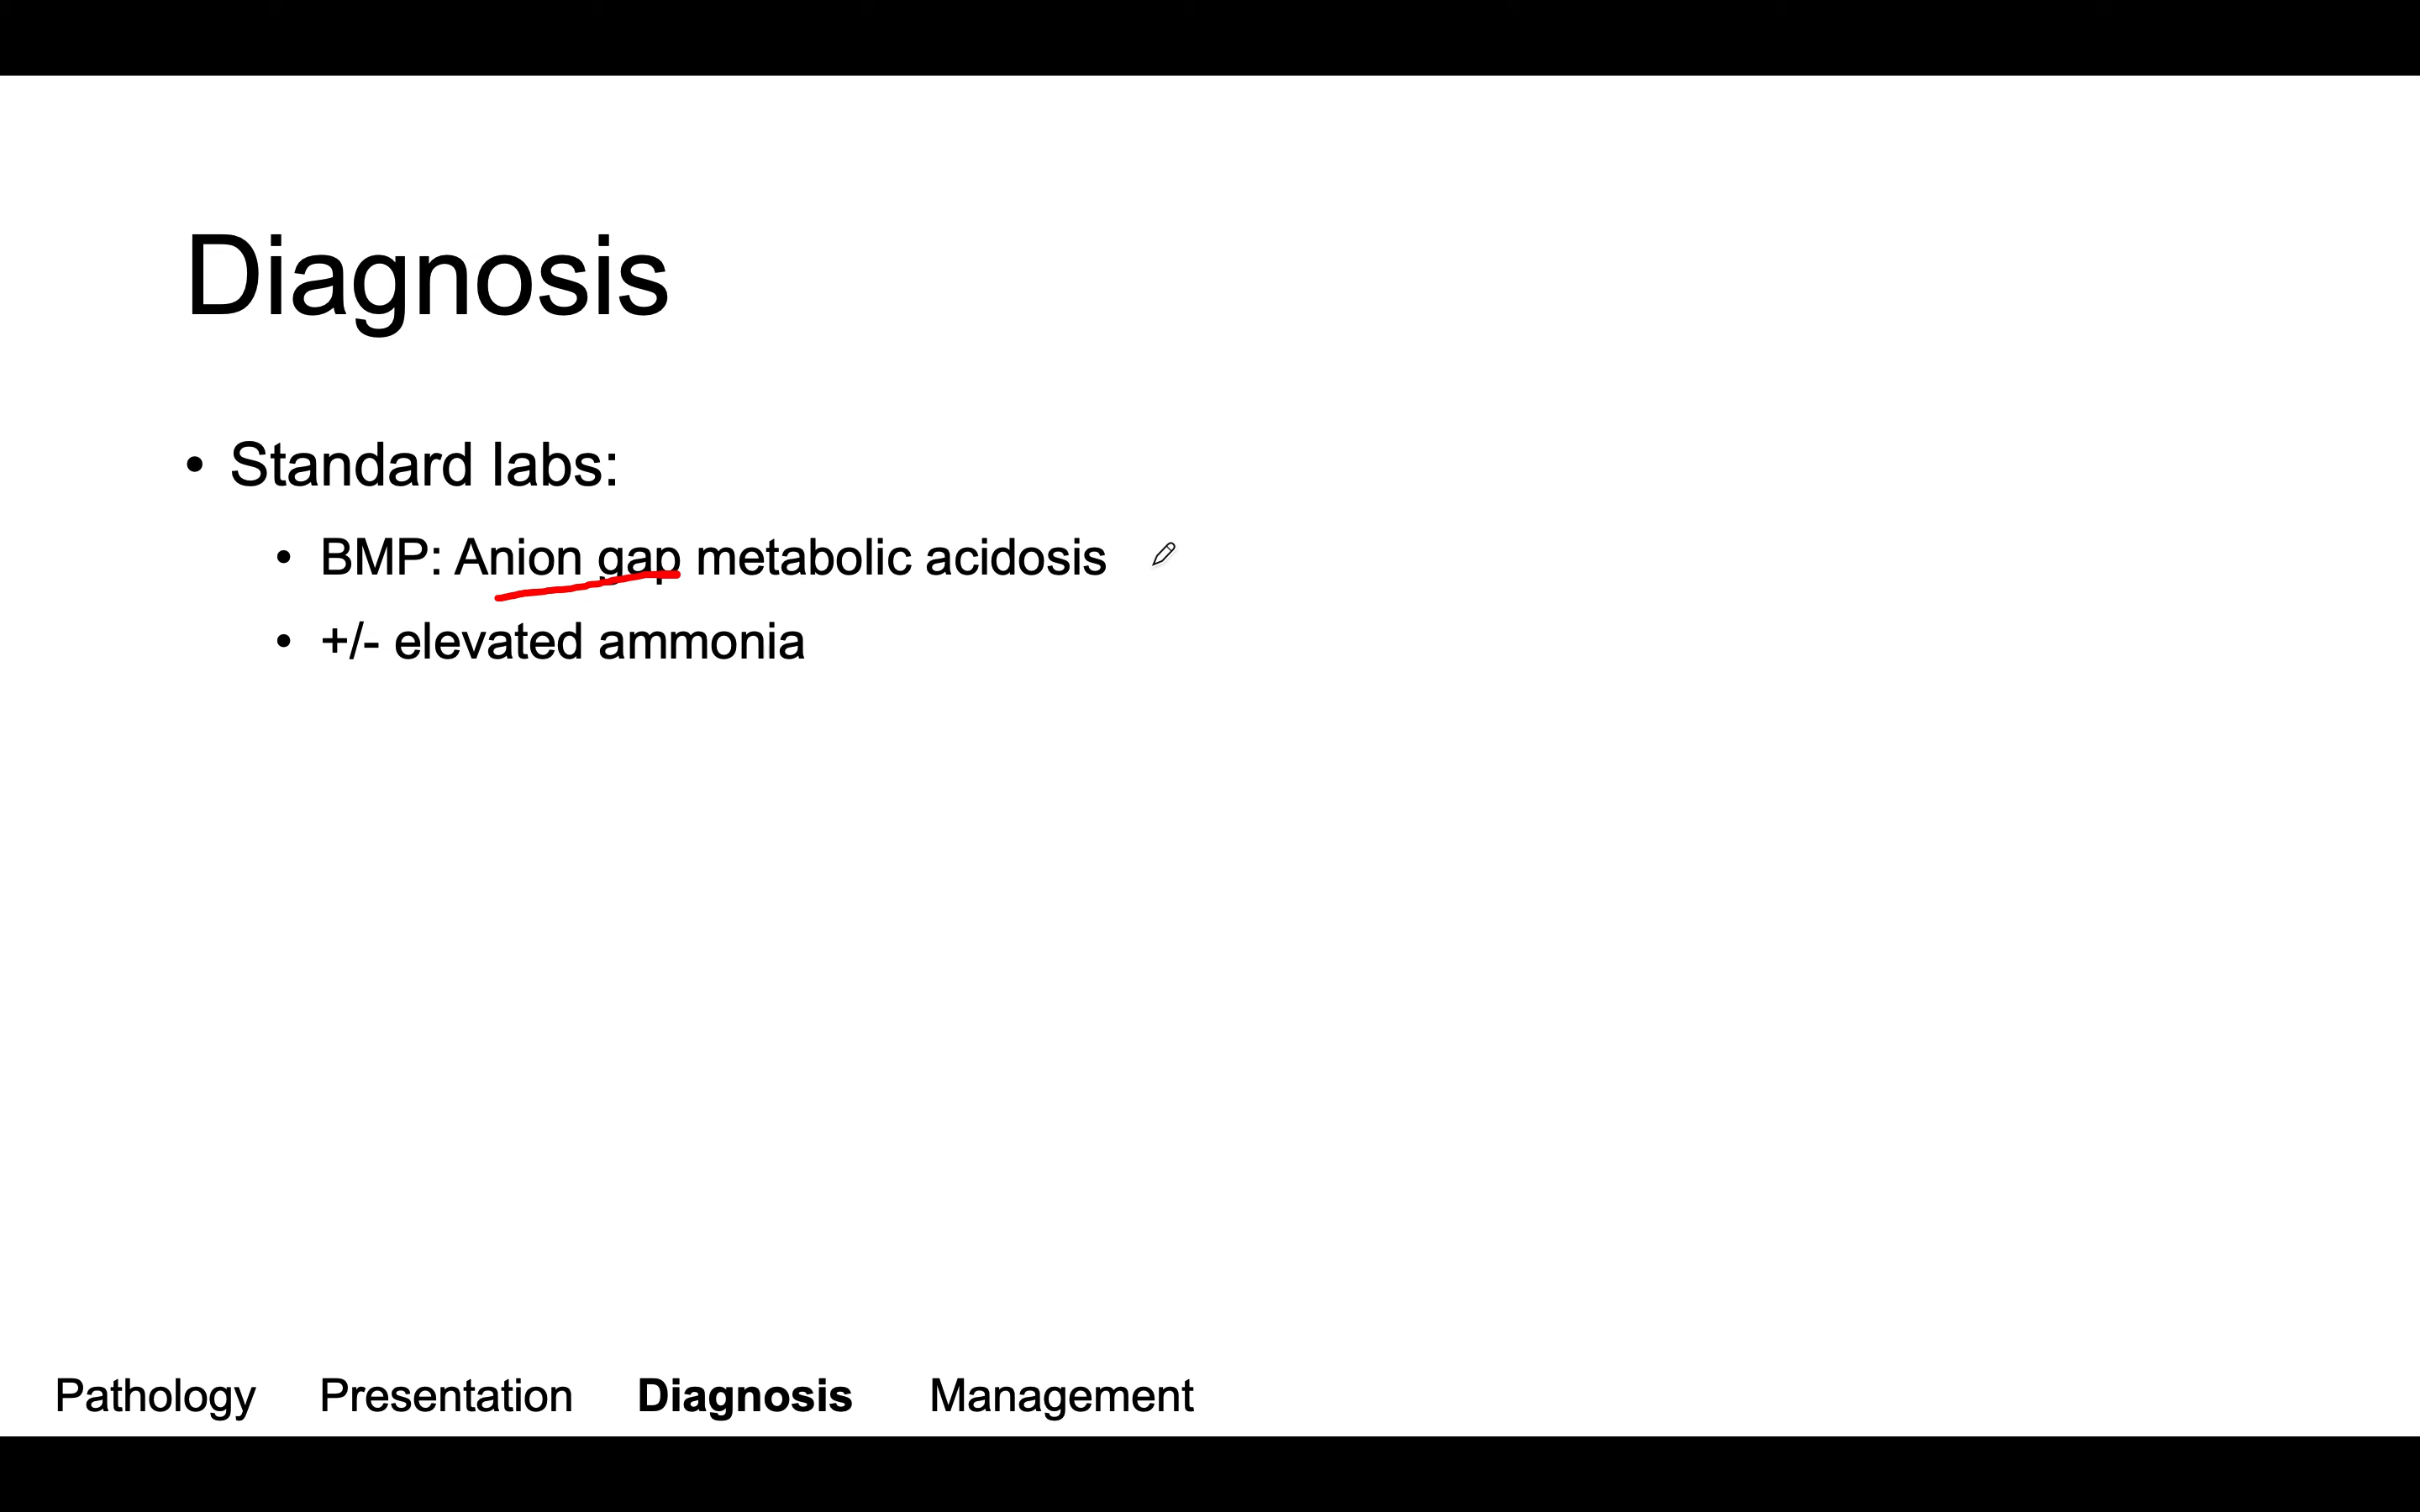 Diagnosis
• Standard labs:
• BMP: Anion gap metabolic acidosis
• +/- elevated ammonia
Pathology Presentation Diagnosis Management